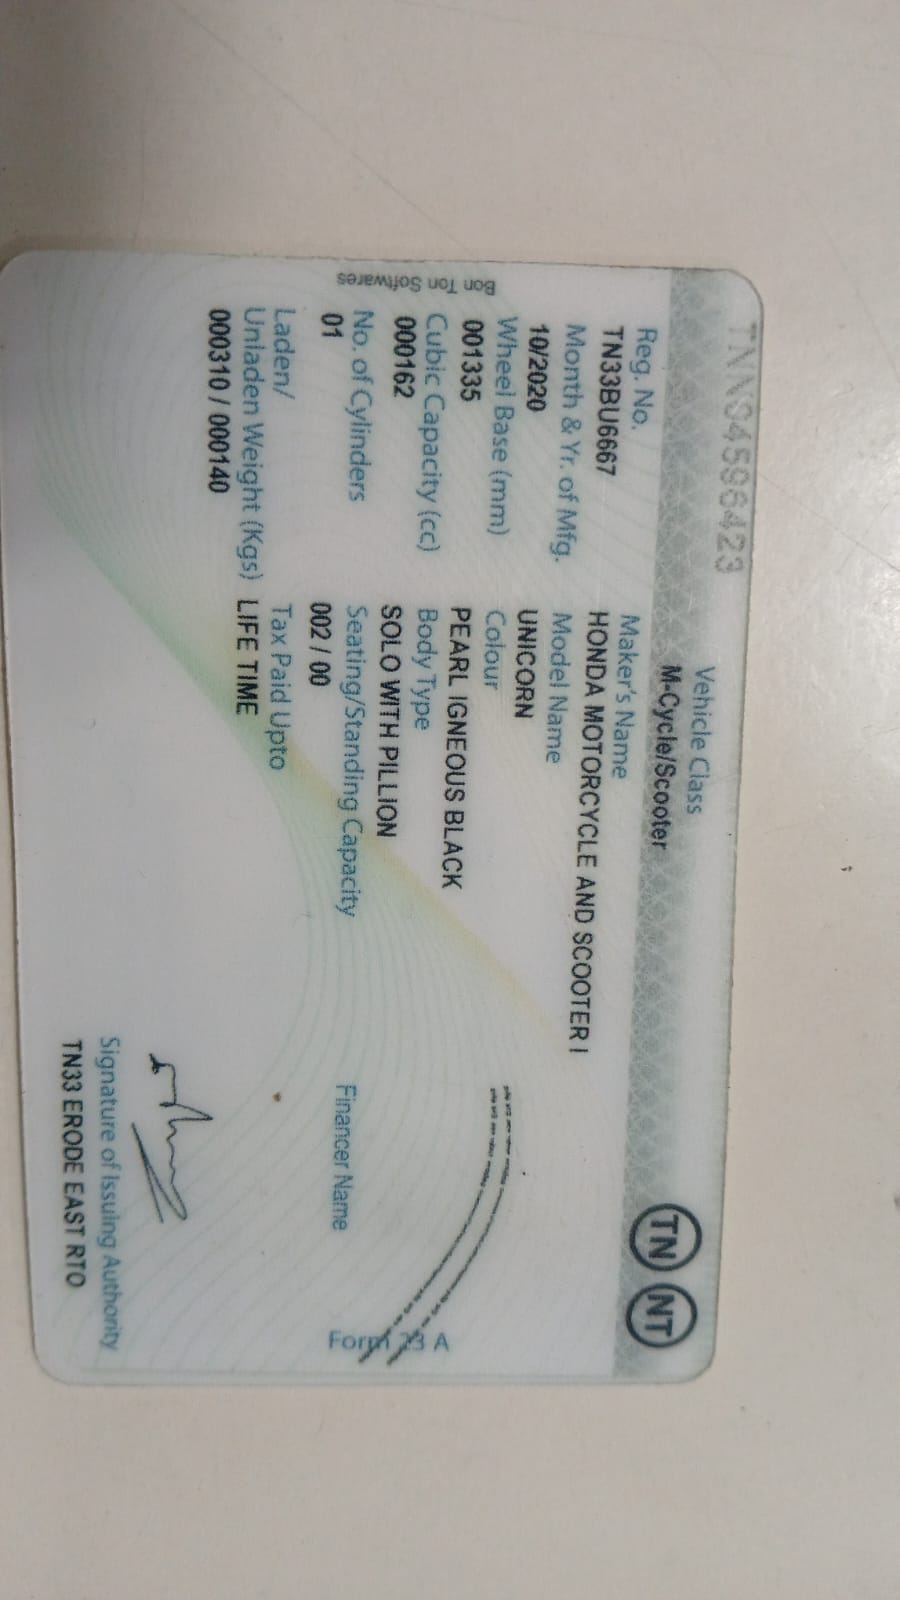 TNN94598423
Vehicle Class
M-Cycle/Scooter
TN NT
Reg. No.
TN33BU6667
Maker's Name
HONDA MOTORCYCLE AND SCOOTER I
Month & Yr. of Mfg.
10/2020
Model Name
UNICORN
Wheel Base (mm)
001335
Colour
PEARL IGNEOUS BLACK
Cubic Capacity (cc)
000162
Body Type
SOLO WITH PILLION
No. of Cylinders
01
Seating/Standing Capacity
002 / 00
Financer Name
Laden/
Unladen Weight (Kgs)
000310 / 000140
Tax Paid Upto
LIFE TIME
Signature of Issuing Authority
TN33 ERODE EAST RTO
Bon Ton Softwares
Form 23 A